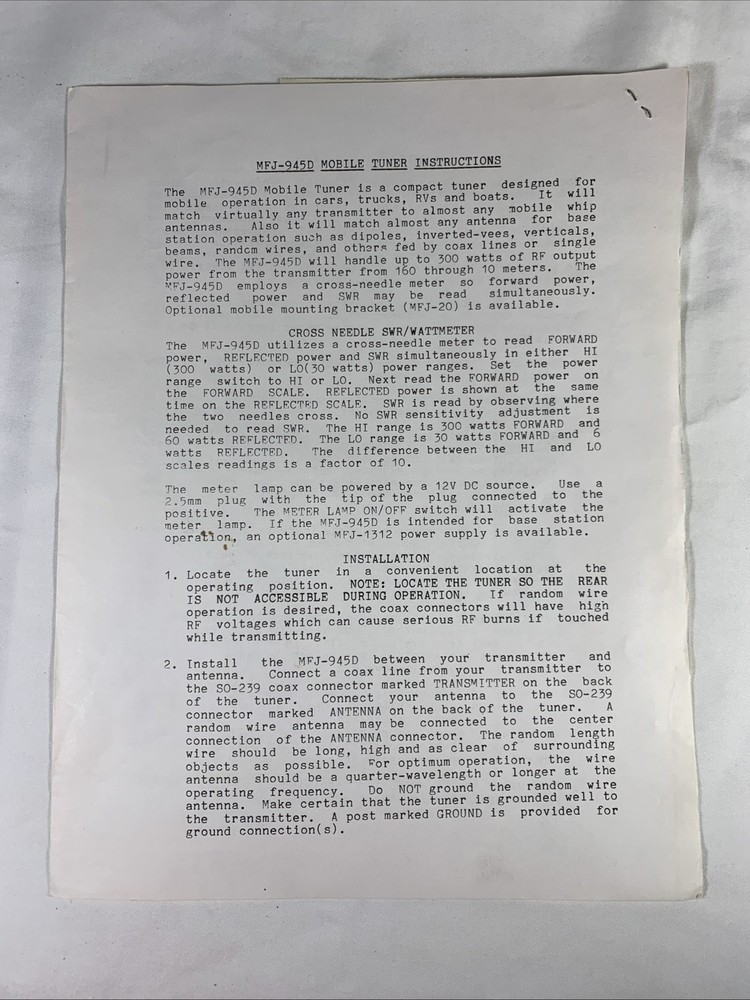 MFJ-945D MOBILE TUNER INSTRUCTIONS
The MFJ-945D Mobile Tuner is a compact tuner designed for
mobile operation in cars, trucks, RVs and boats. It will
match virtually any transmitter to almost any mobile whip
antennas. Also it will match almost any antenna for base
station operation such as dipoles, inverted-vees, verticals,
beams, random wires, and others fed by coax lines or single
wire. The MFJ-945D will handle up to 300 watts of RF output
power from the transmitter from 160 through 10 meters. The
MFJ-945D employs a cross-needle meter so forward power,
reflected power and SWR may be read simultaneously.
Optional mobile mounting bracket (MFJ-20) is available.
CROSS NEEDLE SWR/WATTMETER
The MFJ-945D utilizes a cross-needle meter to read FORWARD
power, REFLECTED power and SWR simultaneously in either HI
(300 watts) or LO(30 watts) power ranges. Set the power
range switch to HI or LO. Next read the FORWARD power on
the FORWARD SCALE. REFLECTED power is shown at the same
time on the REFLECTED SCALE. SWR is read by observing where
the two needles cross. No SWR sensitivity adjustment is
needed to read SWR. The HI range is 300 watts FORWARD and
60 watts REFLECTED. The LO range is 30 watts FORWARD and 6
watts REFLECTED. The difference between the HI and LO
scales readings is a factor of 10.
The meter lamp can be powered by a 12V DC source. Use a
2.5mm plug with the tip of the plug connected to the
positive. The METER LAMP ON/OFF switch will activate the
meter lamp. If the MFJ-945D is intended for base station
operation, an optional MFJ-1312 power supply is available.
INSTALLATION
1. Locate the tuner in a convenient location at the
operating position. NOTE: LOCATE THE TUNER SO THE REAR
IS NOT ACCESSIBLE DURING OPERATION. If random wire
operation is desired, the coax connectors will have high
RF voltages which can cause serious RF burns if touched
while transmitting.
2. Install the MFJ-945D between your transmitter and
antenna. Connect a coax line from your transmitter to
the SO-239 coax connector marked TRANSMITTER on the back
of the tuner. Connect your antenna to the SO-239
connector marked ANTENNA on the back of the tuner. A
random wire antenna may be connected to the center
connection of the ANTENNA connector. The random length
wire should be long, high and as clear of surrounding
objects as possible. For optimum operation, the wire
antenna should be a quarter-wavelength or longer at the
operating frequency. Do NOT ground the random wire
antenna. Make certain that the tuner is grounded well to
the transmitter. A post marked GROUND is provided for
ground connection(s).